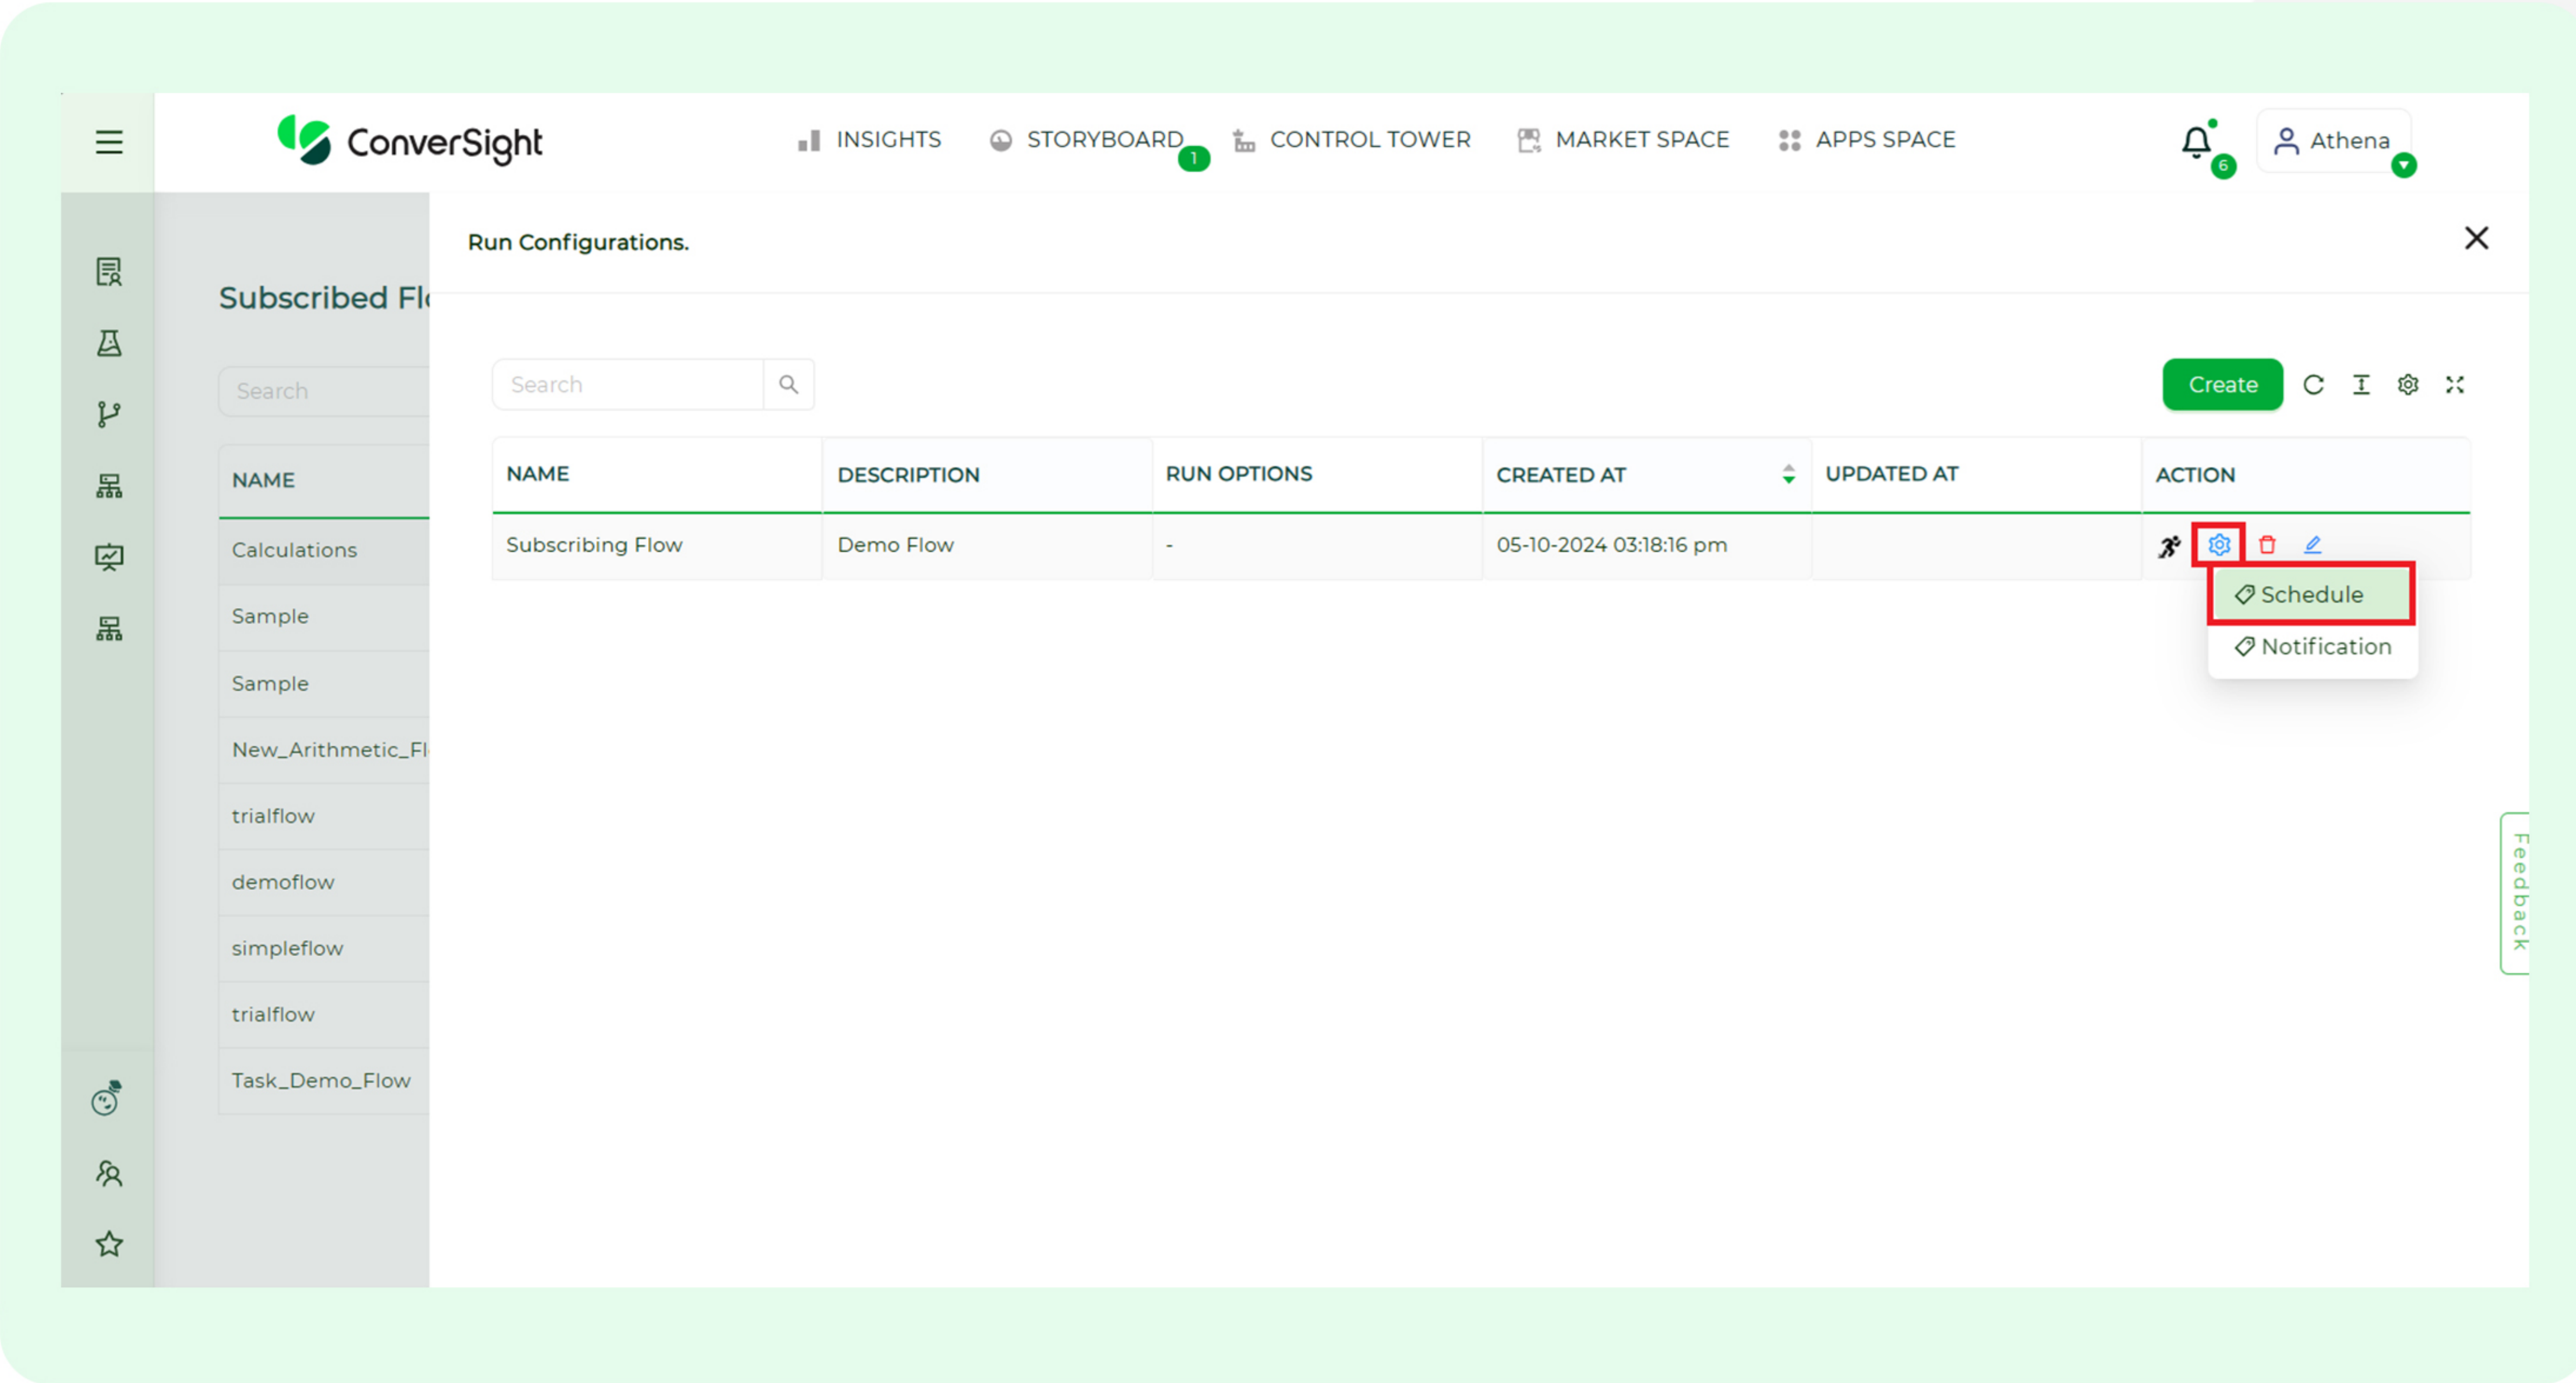 ConverSight
INSIGHTS
STORYBOARD
1
CONTROL TOWER
MARKET SPACE
APPS SPACE
6
Athena
Run Configurations.
Subscribed Fl
Search
NAME
Calculations
Sample
Sample
New_Arithmetic_Fl
trialflow
demoflow
simpleflow
trialflow
Task_Demo_Flow
Search
Create
NAME DESCRIPTION RUN OPTIONS CREATED AT UPDATED AT ACTION
Subscribing Flow Demo Flow - 05-10-2024 03:18:16 pm
Schedule
Notification
Feedback